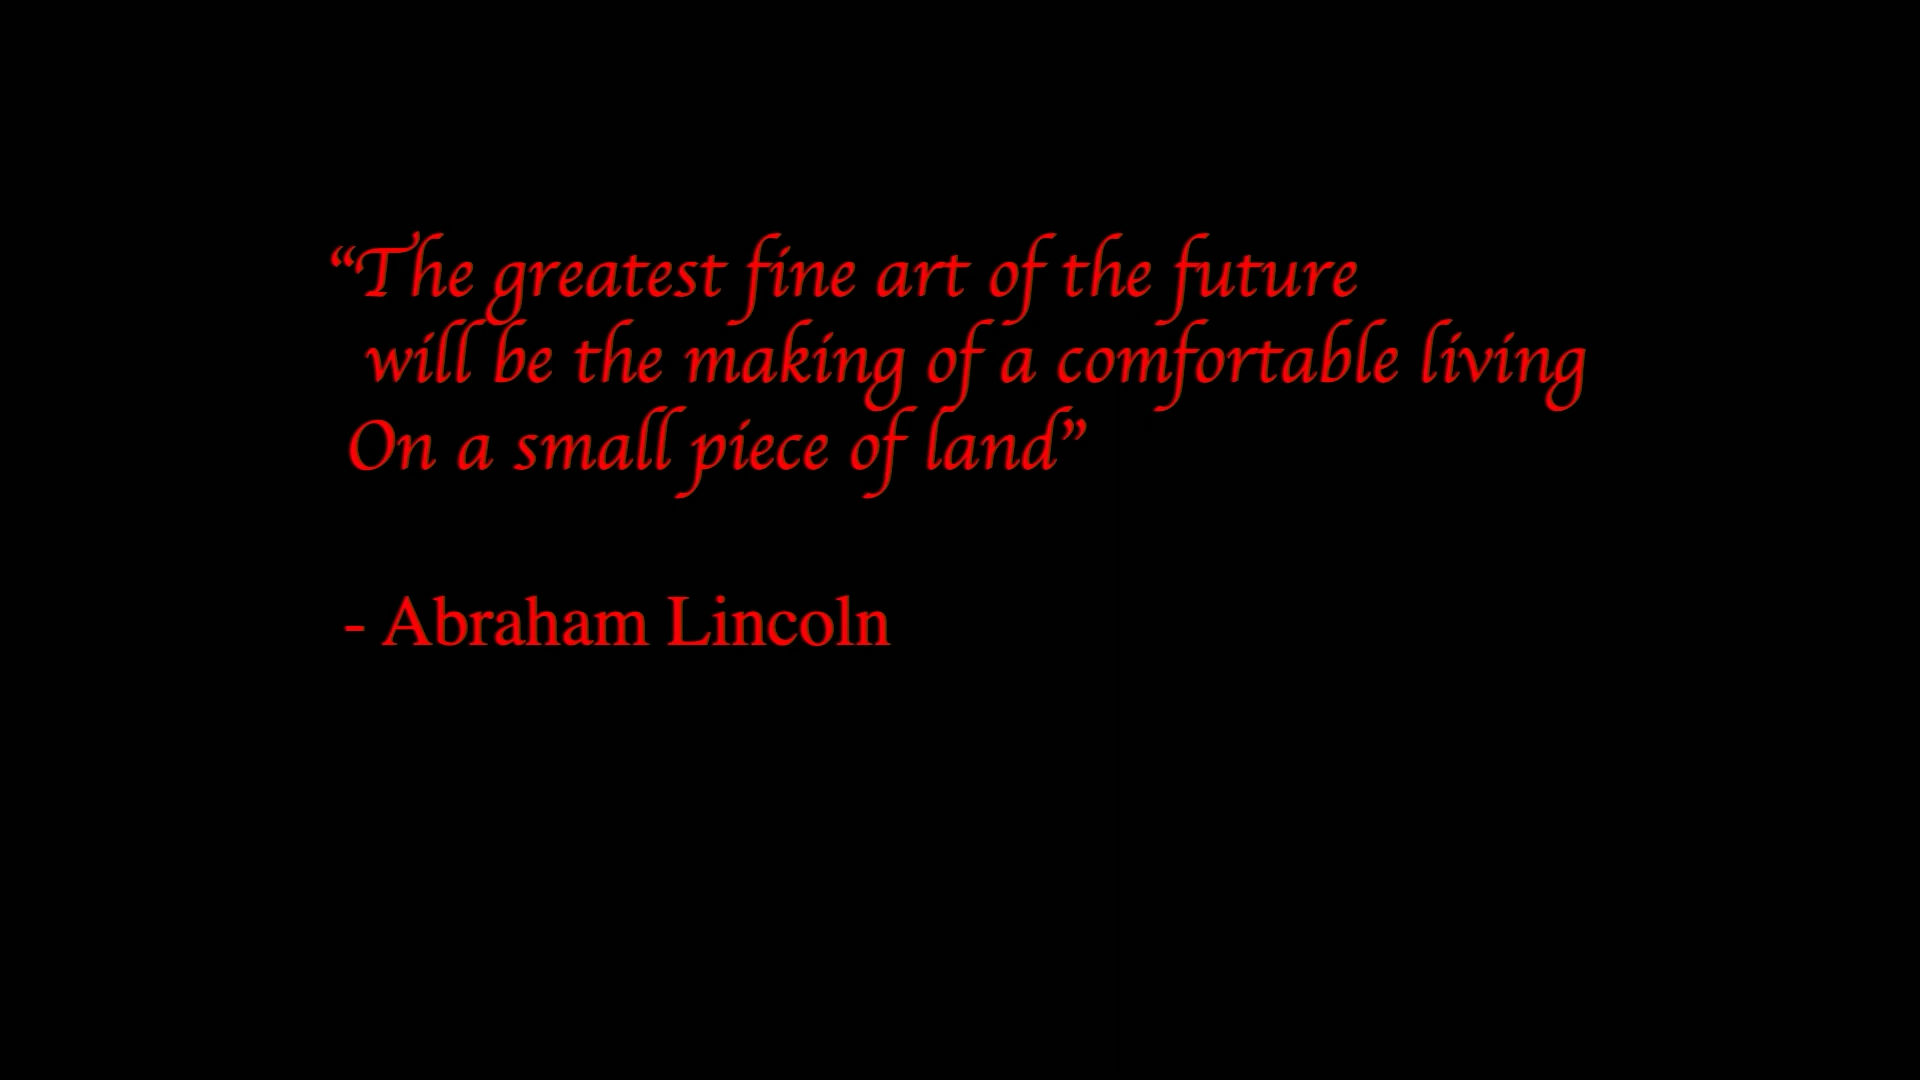 “The greatest fine art of the future
will be the making of a comfortable living
On a small piece of land”
- Abraham Lincoln